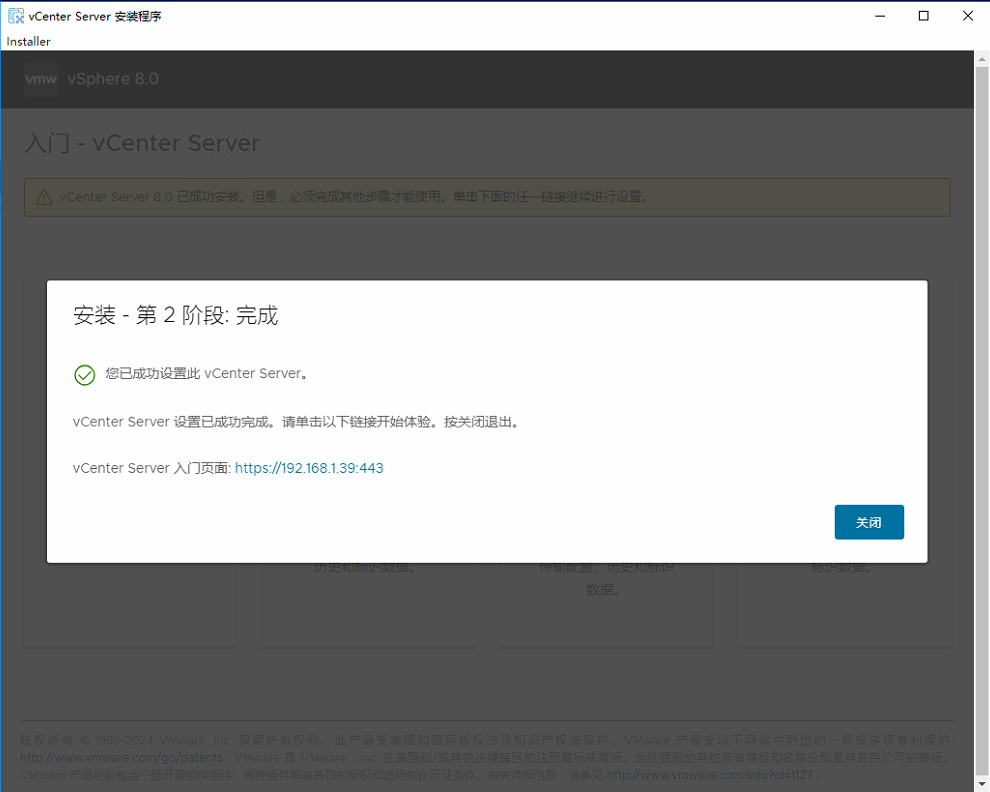 vCenter Server 安装程序
Installer
vmw vSphere 8.0
入门 - vCenter Server
vCenter Server 8.0 已成功安装。但是，必须完成其他步骤才能使用。单击下面的任一链接继续进行设置。
安装 - 第 2 阶段: 完成
您已成功设置此 vCenter Server。
vCenter Server 设置已成功完成。请单击以下链接开始体验。按关闭退出。
vCenter Server 入门页面: https://192.168.1.39:443
关闭
历史和标识数据。
传输配置、历史和标识
数据。
标识数据。
版权所有 © 1998-2024 VMware, Inc. 保留所有权利。此产品受美国和国际版权法及知识产权法保护。VMware 产品受以下网站中列出的一项或多项专利保护:
http://www.vmware.com/go/patents VMware 是 VMware，Inc. 在美国和/或其他法律辖区的注册商标或商标。此处提到的其他所有商标和名称分别是其各自公司的商标。
VMware 产品可能包含个别开源软件组件，每种组件都有各自的版权和适用的许可证条件。有关详细信息，请参见 http://www.vmware.com/info?id=1127 。